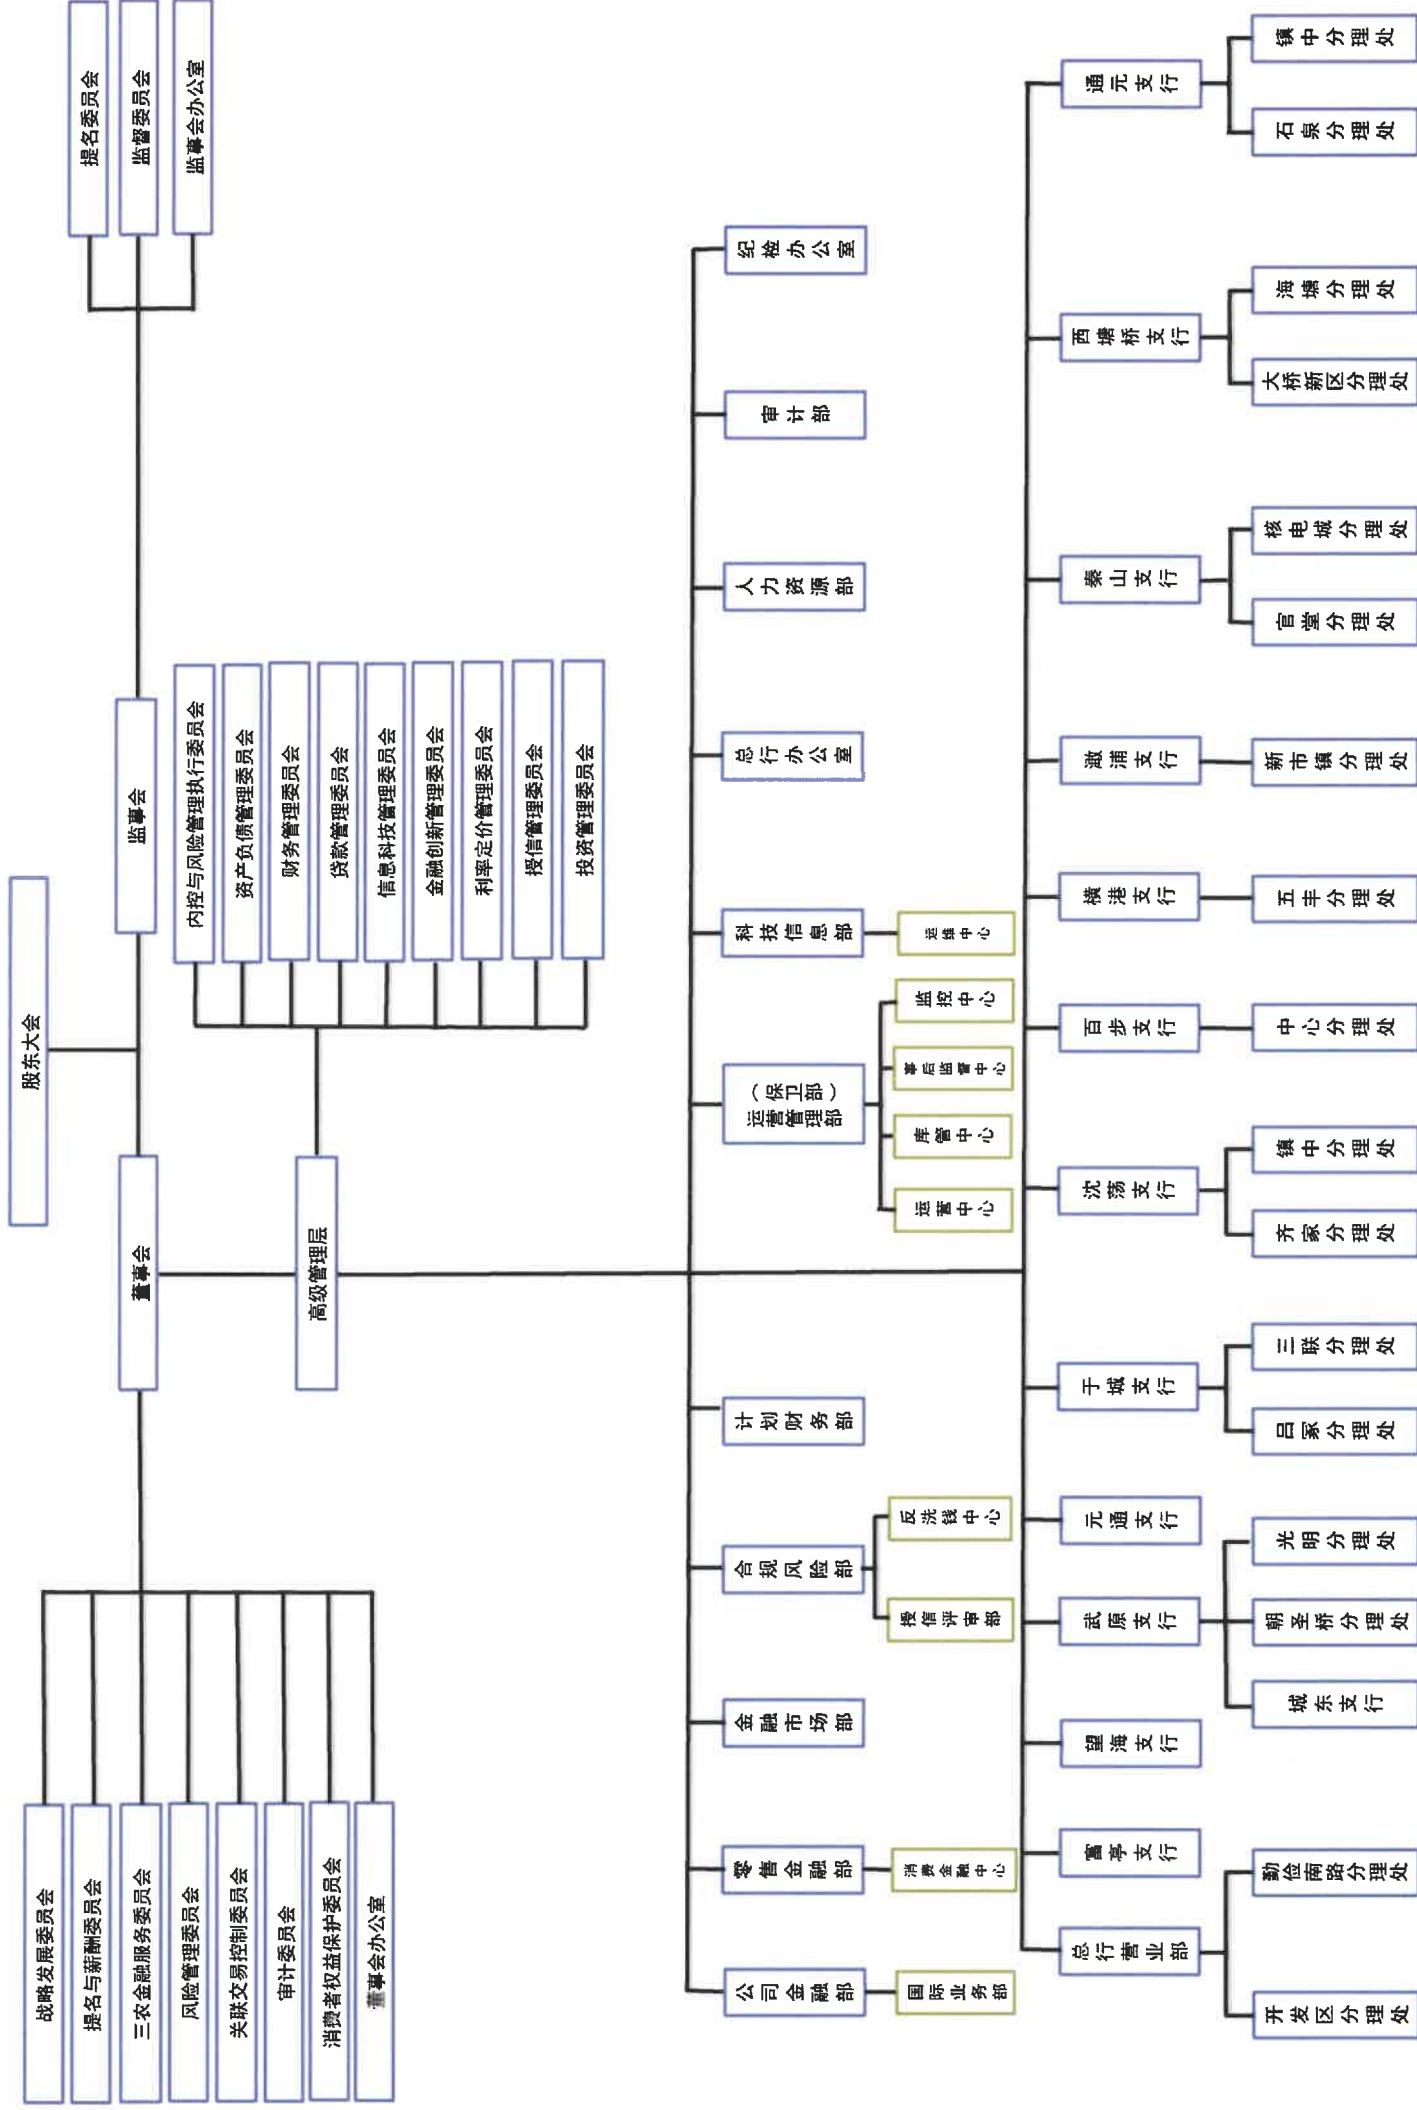 股东大会
董事会
监事会
战略发展委员会
提名与薪酬委员会
三农金融服务委员会
风险管理委员会
关联交易控制委员会
审计委员会
消费者权益保护委员会
董事会办公室
提名委员会
监督委员会
监事会办公室
高级管理层
内控与风险管理执行委员会
资产负债管理委员会
财务管理委员会
贷款管理委员会
信息科技管理委员会
金融创新管理委员会
利率定价管理委员会
授信管理委员会
投资管理委员会
公司金融部
零售金融部
金融市场部
合规风险部
计划财务部
运营管理部
（保卫部）
科技信息部
总行办公室
人力资源部
审计部
纪检办公室
国际业务部
消费金融中心
授信评审部
反洗钱中心
运营中心
库管中心
事后监督中心
监控中心
运维中心
总行营业部
富亭支行
望海支行
武原支行
元通支行
于城支行
沈荡支行
百步支行
横港支行
澉浦支行
秦山支行
西塘桥支行
通元支行
开发区分理处
勤俭南路分理处
城东支行
朝圣桥分理处
光明分理处
吕冢分理处
三联分理处
齐家分理处
镇中分理处
中心分理处
五丰分理处
新市镇分理处
官堂分理处
核电城分理处
大桥新区分理处
海塘分理处
石泉分理处
镇中分理处